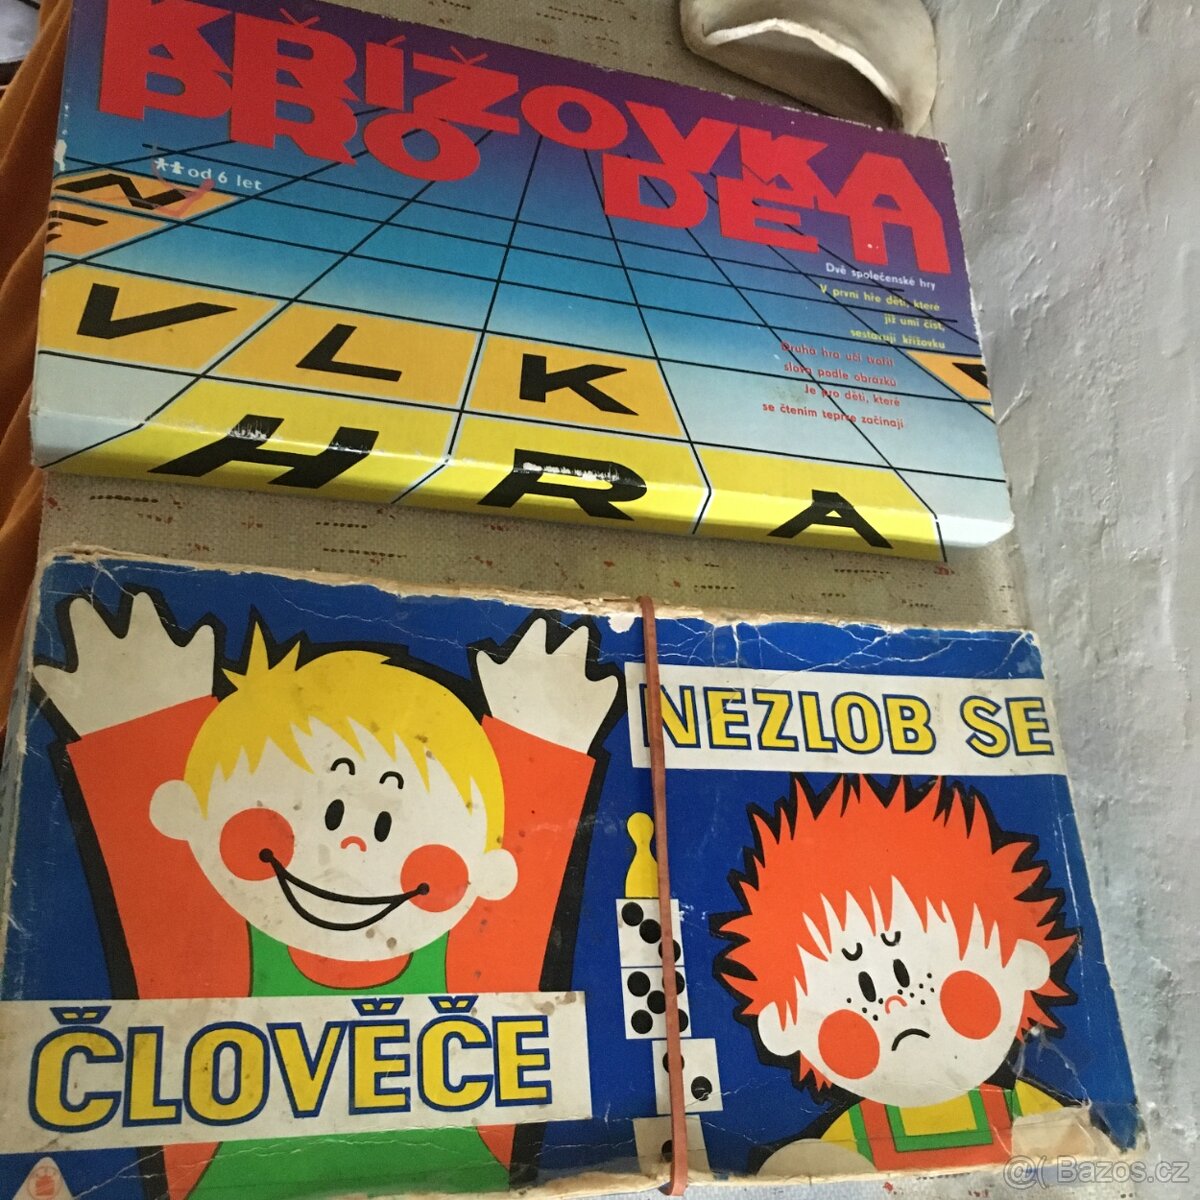 KŘÍŽOVKA
PRO DĚTI
od 6 let
N
E
VLK
HRA
Dvě společenské hry
V první hře děti, které
již umí číst,
sestavují křížovku
Druhá hra učí tvořit
slova podle obrázků
Je pro děti, které
se čtením teprve začínají
NEZLOB SE
ČLOVĚČE
@( Bazos.cz